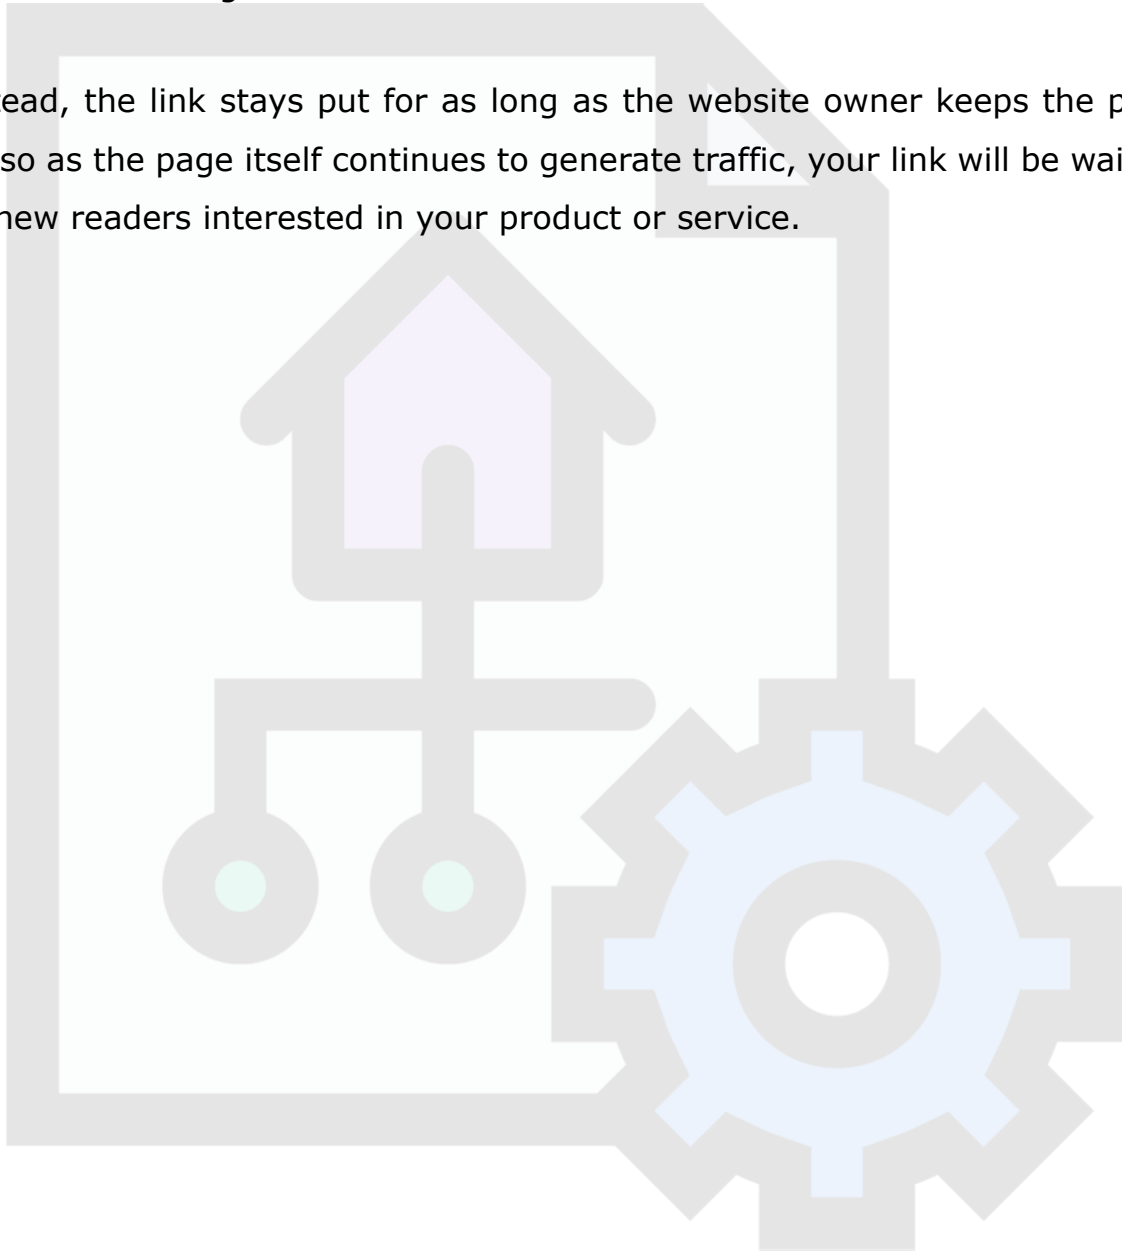 tead, the link stays put for as long as the website owner keeps the p
so as the page itself continues to generate traffic, your link will be wai
new readers interested in your product or service.